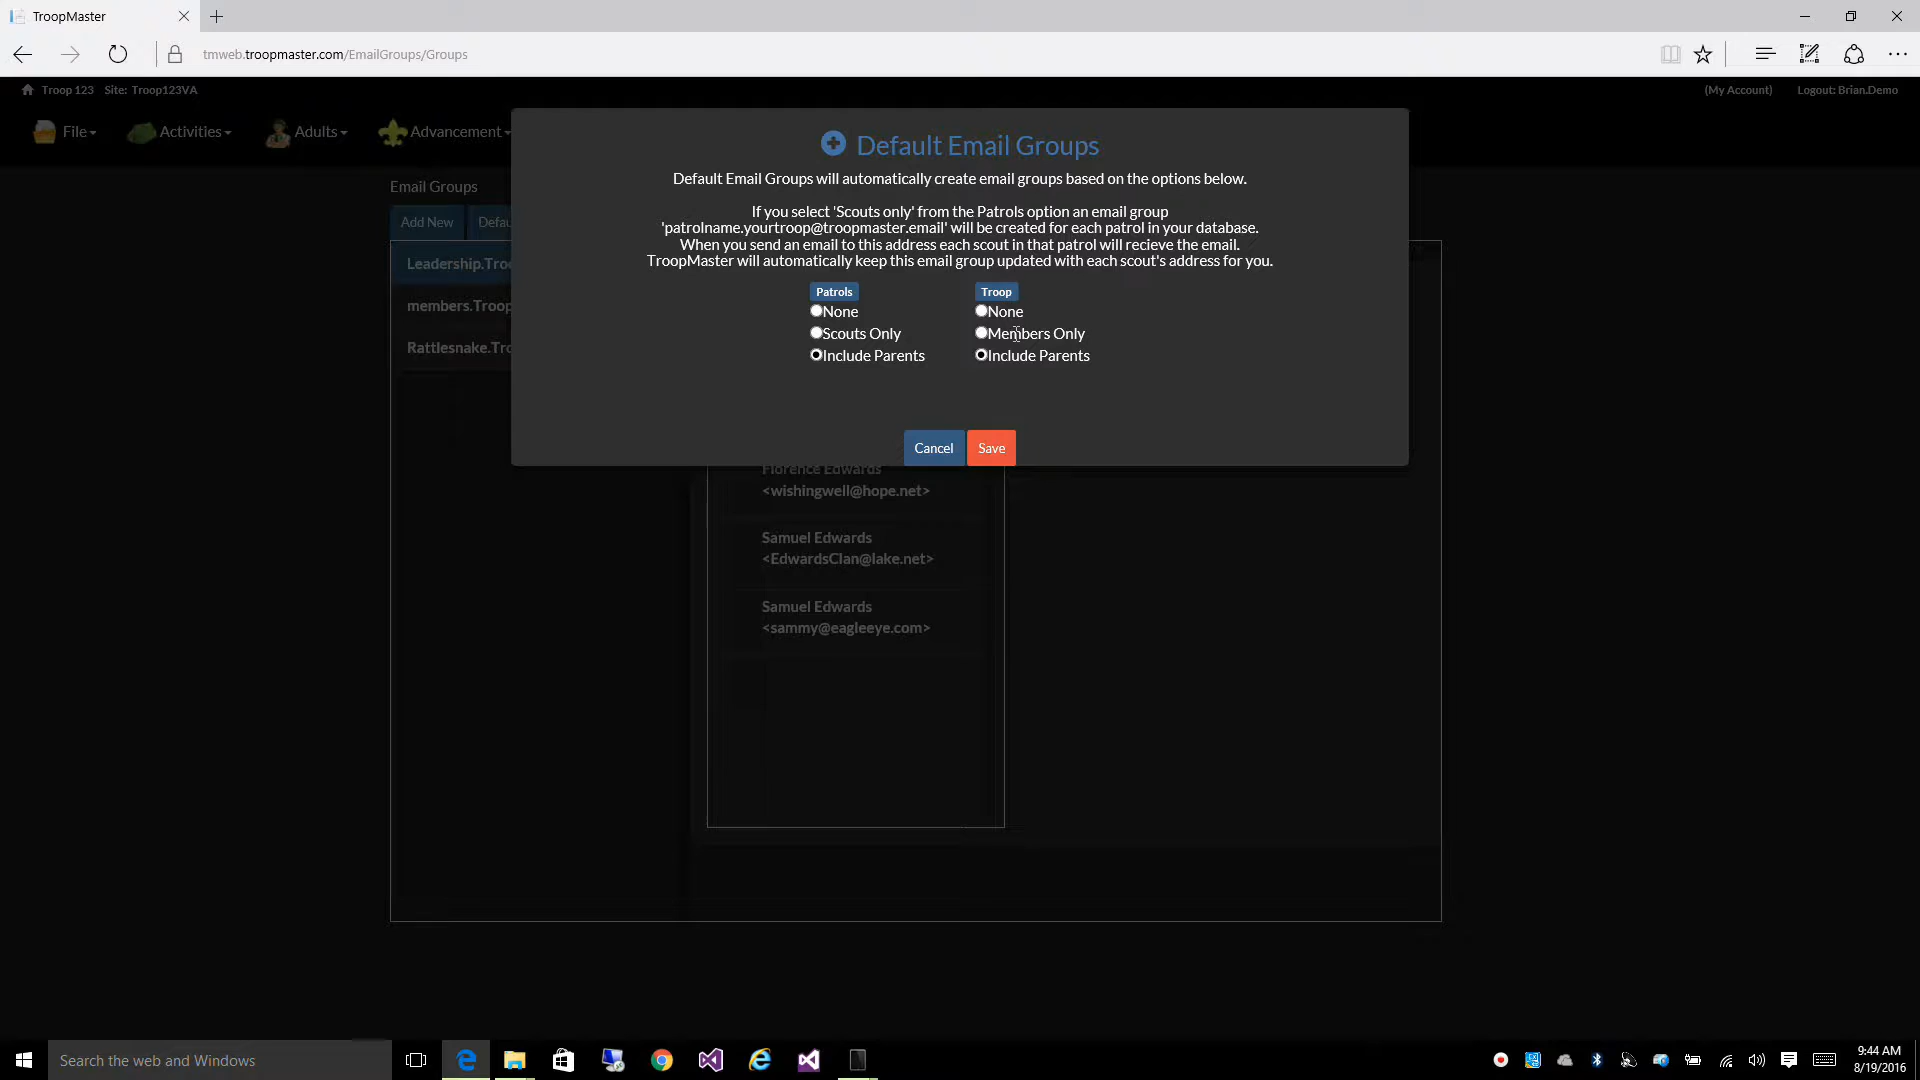 TroopMaster
tmweb.troopmaster.com/EmailGroups/Groups
Troop 123 Site: Troop123VA
(My Account) Logout: Brian.Demo
File
Activities
Adults
Advancement
Default Email Groups
Default Email Groups will automatically create email groups based on the options below.
If you select 'Scouts only' from the Patrols option an email group
'patrolname.yourtroop@troopmaster.email' will be created for each patrol in your database.
When you send an email to this address each scout in that patrol will recieve the email.
TroopMaster will automatically keep this email group updated with each scout's address for you.
Patrols
None
Scouts Only
Include Parents
Troop
None
Members Only
Include Parents
Cancel
Save
Email Groups
Add New
Defau
Leadership.Troo
members.Troop
Rattlesnake.Tro
Florence Edwards
<wishingwell@hope.net>
Samuel Edwards
<EdwardsClan@lake.net>
Samuel Edwards
<sammy@eagleeye.com>
Search the web and Windows
9:44 AM
8/19/2016